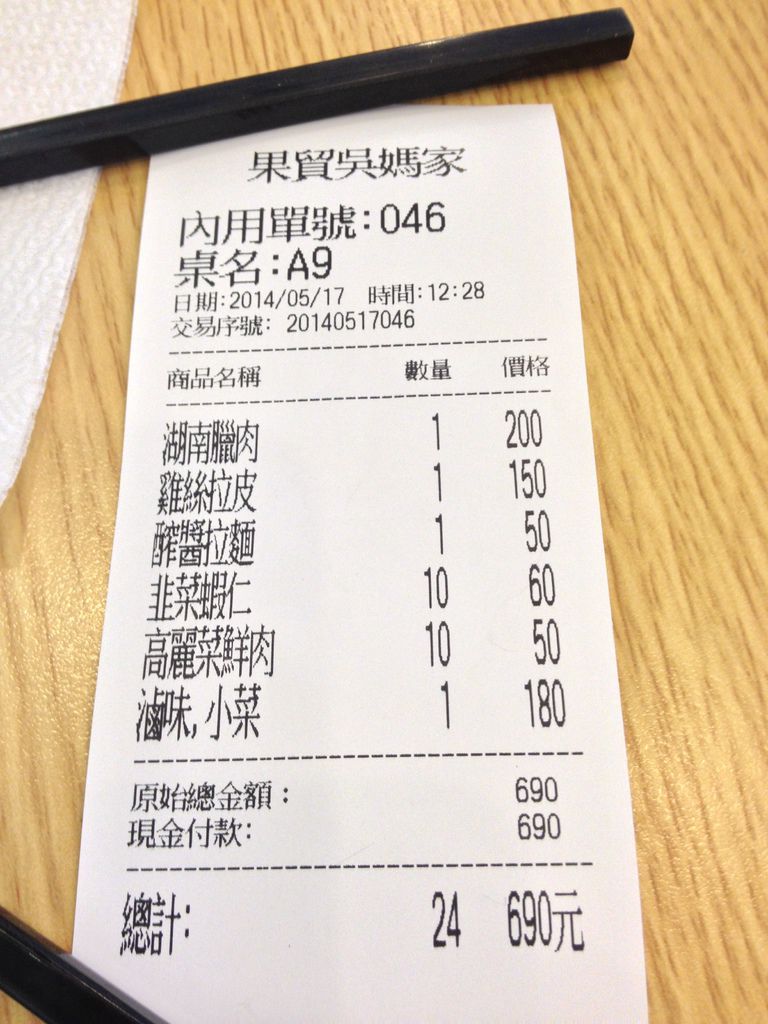 果貿吳媽家
內用單號:046
桌名:A9
日期:2014/05/17 時間:12:28
交易序號: 20140517046
商品名稱 數量 價格
湖南臘肉 1 200
雞絲拉皮 1 150
醡醬拉麵 1 50
韭菜蝦仁 10 60
高麗菜鮮肉 10 50
滷味,小菜 1 180
原始總金額: 690
現金付款: 690
總計: 24 690元